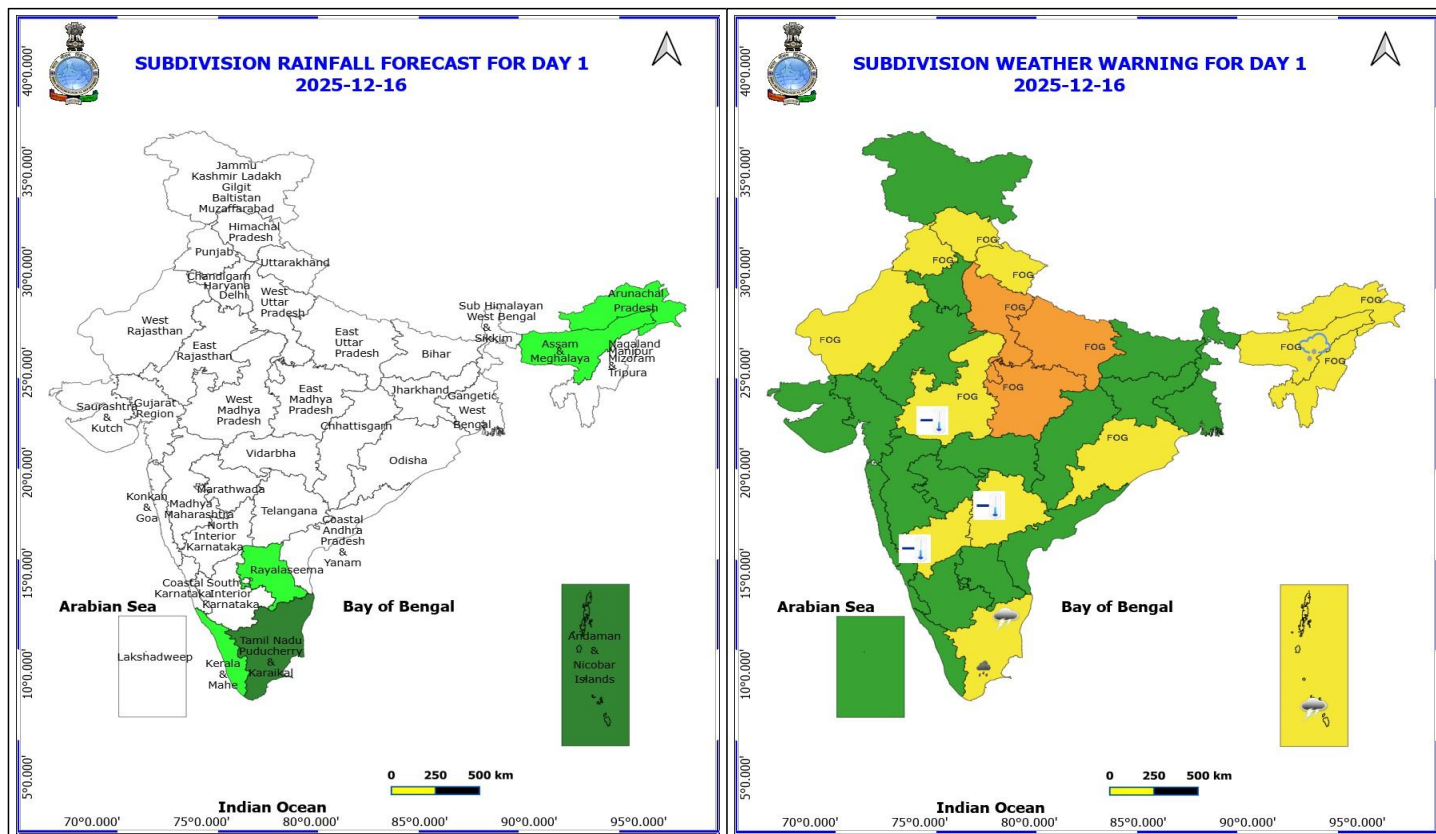 SUBDIVISION RAINFALL FORECAST FOR DAY 1
2025-12-16
40°0.000'
35°0.000'
30°0.000'
25°0.000'
20°0.000'
15°0.000'
10°0.000'
5°0.000'
Jammu
Kashmir Ladakh
Gilgit
Baltistan
Muzaffarabad
Himachal
Pradesh
Punjab
Uttarakhand
Chandigarh
Haryana
Delhi
West
Uttar
Pradesh
West
Rajasthan
East
Rajasthan
East
Uttar
Pradesh
Bihar
Sub Himalayan
West Bengal
&
Sikkim
Arunachal
Pradesh
Assam
&
Meghalaya
Nagaland
Manipur
Mizoram
&
Tripura
Saurashtra
&
Kutch
Gujarat
Region
West
Madhya
Pradesh
East
Madhya
Pradesh
Jharkhand
Gangetic
West
Bengal
Chhattisgarh
Vidarbha
Odisha
Konkan
&
Goa
Marathwada
Madhya
Maharashtra
North
Interior
Karnataka
Telangana
Coastal
Andhra
Pradesh
&
Yanam
Rayalaseema
Coastal
Karnataka
South
Interior
Karnataka
Arabian Sea
Bay of Bengal
Lakshadweep
Kerala
&
Mahe
Tamil Nadu
Puducherry
&
Karaikal
Andaman
&
Nicobar
Islands
0 250 500 km
Indian Ocean
70°0.000' 75°0.000' 80°0.000' 85°0.000' 90°0.000' 95°0.000'
SUBDIVISION WEATHER WARNING FOR DAY 1
2025-12-16
40°0.000'
35°0.000'
30°0.000'
25°0.000'
20°0.000'
15°0.000'
10°0.000'
5°0.000'
FOG
FOG
FOG
FOG
FOG
FOG
FOG
FOG
FOG
FOG
FOG
FOG
FOG
Arabian Sea
Bay of Bengal
0 250 500 km
Indian Ocean
70°0.000' 75°0.000' 80°0.000' 85°0.000' 90°0.000' 95°0.000'